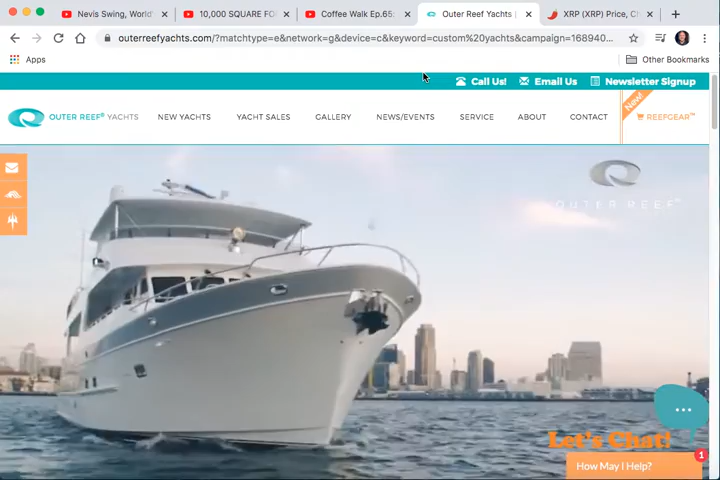 Nevis Swing, World'
10,000 SQUARE FO
Coffee Walk Ep.65:
Outer Reef Yachts |
XRP (XRP) Price, Ch
outerreefyachts.com/?matchtype=e&network=g&device=c&keyword=custom%20yachts&campaign=168940...
Apps
Other Bookmarks
Call Us!
Email Us
Newsletter Signup
OUTER REEF® YACHTS
NEW YACHTS
YACHT SALES
GALLERY
NEWS/EVENTS
SERVICE
ABOUT
CONTACT
New!
REEFGEAR™
OUTER REEF®
Let's Chat!
1
How May I Help?